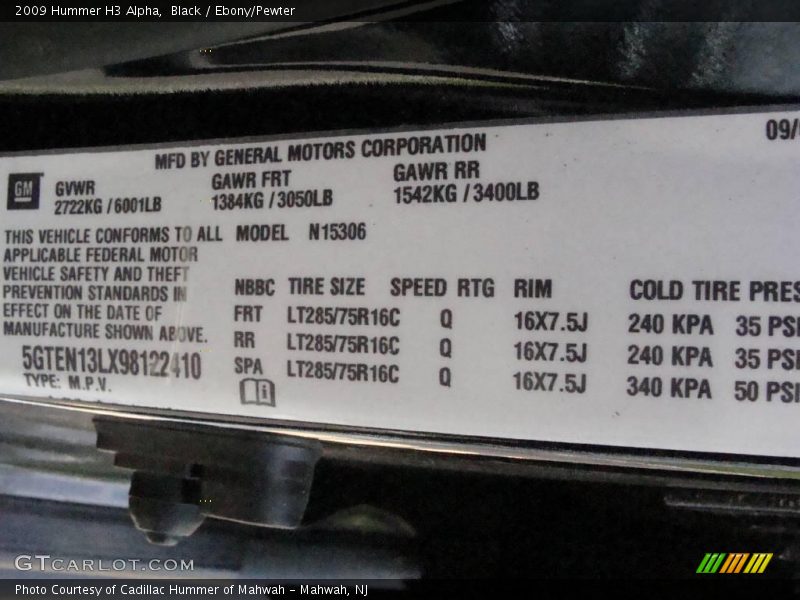 2009 Hummer H3 Alpha, Black / Ebony/Pewter
09/
MFD BY GENERAL MOTORS CORPORATION
GM GVWR GAWR FRT GAWR RR
2722KG / 6001LB 1384KG / 3050LB 1542KG / 3400LB
THIS VEHICLE CONFORMS TO ALL MODEL N15306
APPLICABLE FEDERAL MOTOR
VEHICLE SAFETY AND THEFT
PREVENTION STANDARDS IN
EFFECT ON THE DATE OF
MANUFACTURE SHOWN ABOVE.
5GTEN13LX98122410
TYPE: M.P.V.
NBBC TIRE SIZE SPEED RTG RIM COLD TIRE PRES
FRT LT285/75R16C Q 16X7.5J 240 KPA 35 PSI
RR LT285/75R16C Q 16X7.5J 240 KPA 35 PSI
SPA LT285/75R16C Q 16X7.5J 340 KPA 50 PSI
i
GTCARLOT.COM
Photo Courtesy of Cadillac Hummer of Mahwah - Mahwah, NJ